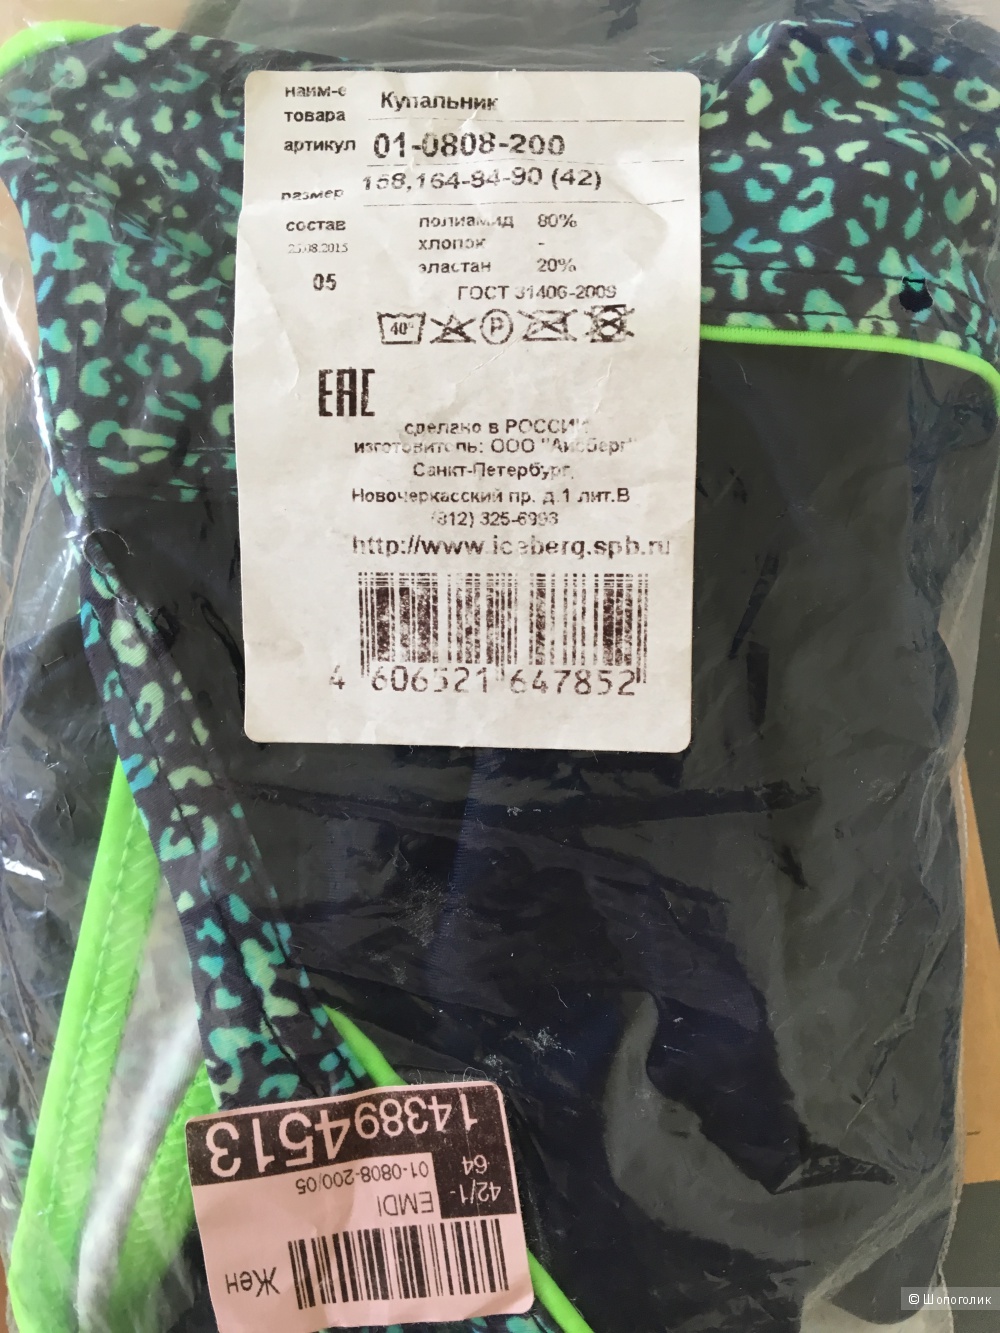 наим-е
товара Купальник
артикул 01-0808-200
размер 158,164-84-90 (42)
состав полиамид 80%
25.08.2015 хлопок -
эластан 20%
05
ГОСТ 31406-2009
40°
P
EAC
сделано в РОССИИ
изготовитель: ООО "Айсберг"
Санкт-Петербург,
Новочеркасский пр. д.1 лит.В
(812) 325-6993
http://www.iceberg.spb.ru
4 606521 647852
1438945 13
42/1-
64
01-0808-200/05
EMDI
Жен
© Шопоголик